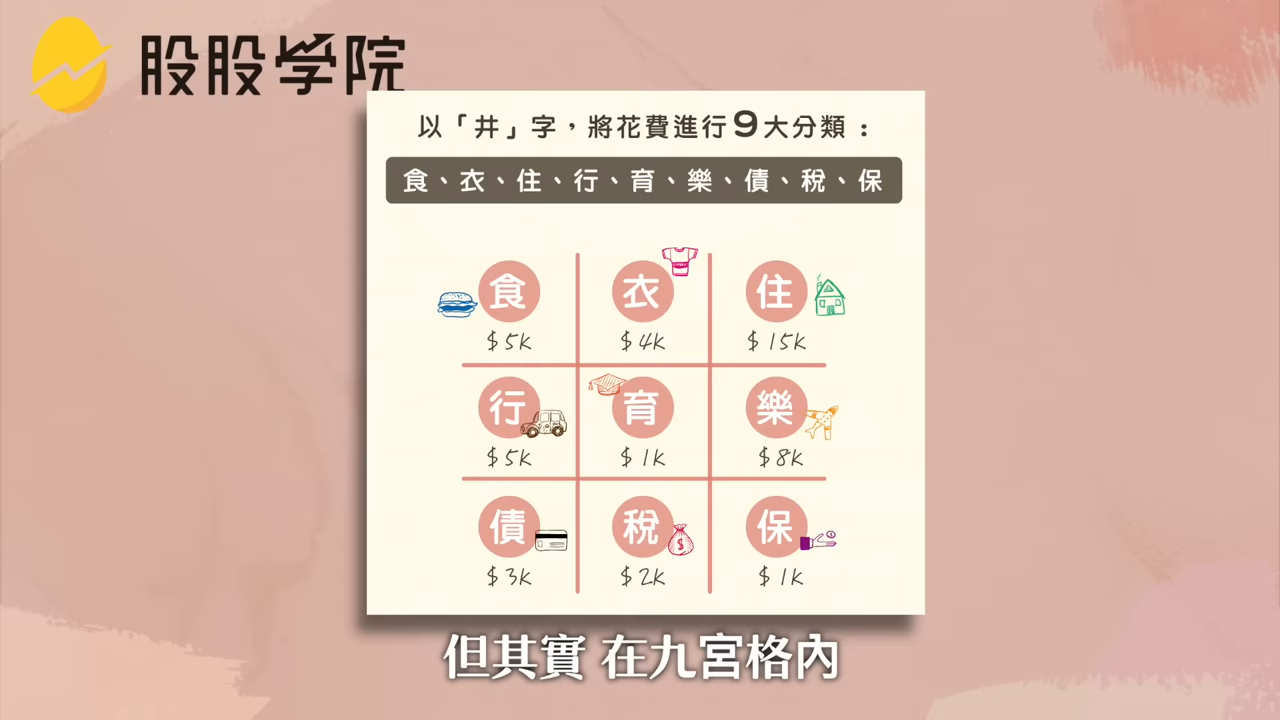 股股學院
以「井」字，將花費進行9大分類：
食、衣、住、行、育、樂、債、稅、保
食 衣 住
$5K $4K $15K
行 育 樂
$5K $1K $8K
債 稅 保
$3K $2K $1K
但其實 在九宮格內